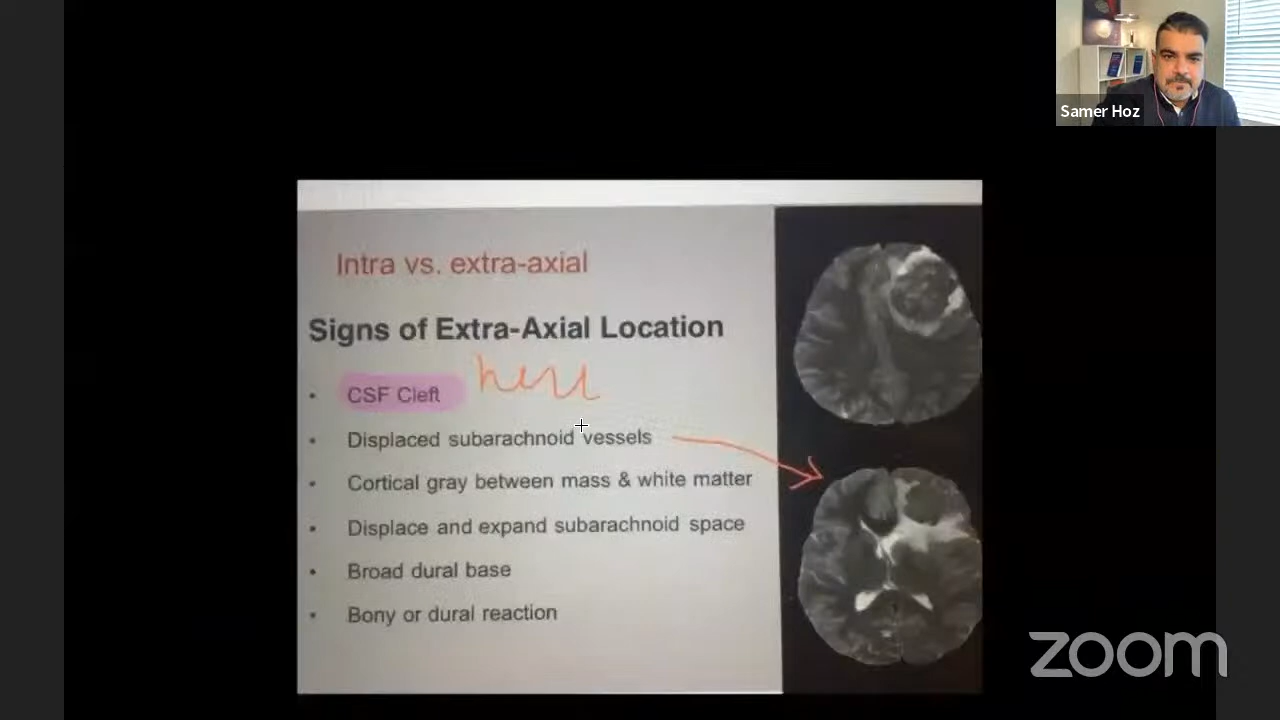 Samer Hoz
Intra vs. extra-axial
Signs of Extra-Axial Location
• CSF Cleft
here
• Displaced subarachnoid vessels
• Cortical gray between mass & white matter
• Displace and expand subarachnoid space
• Broad dural base
• Bony or dural reaction
zoom